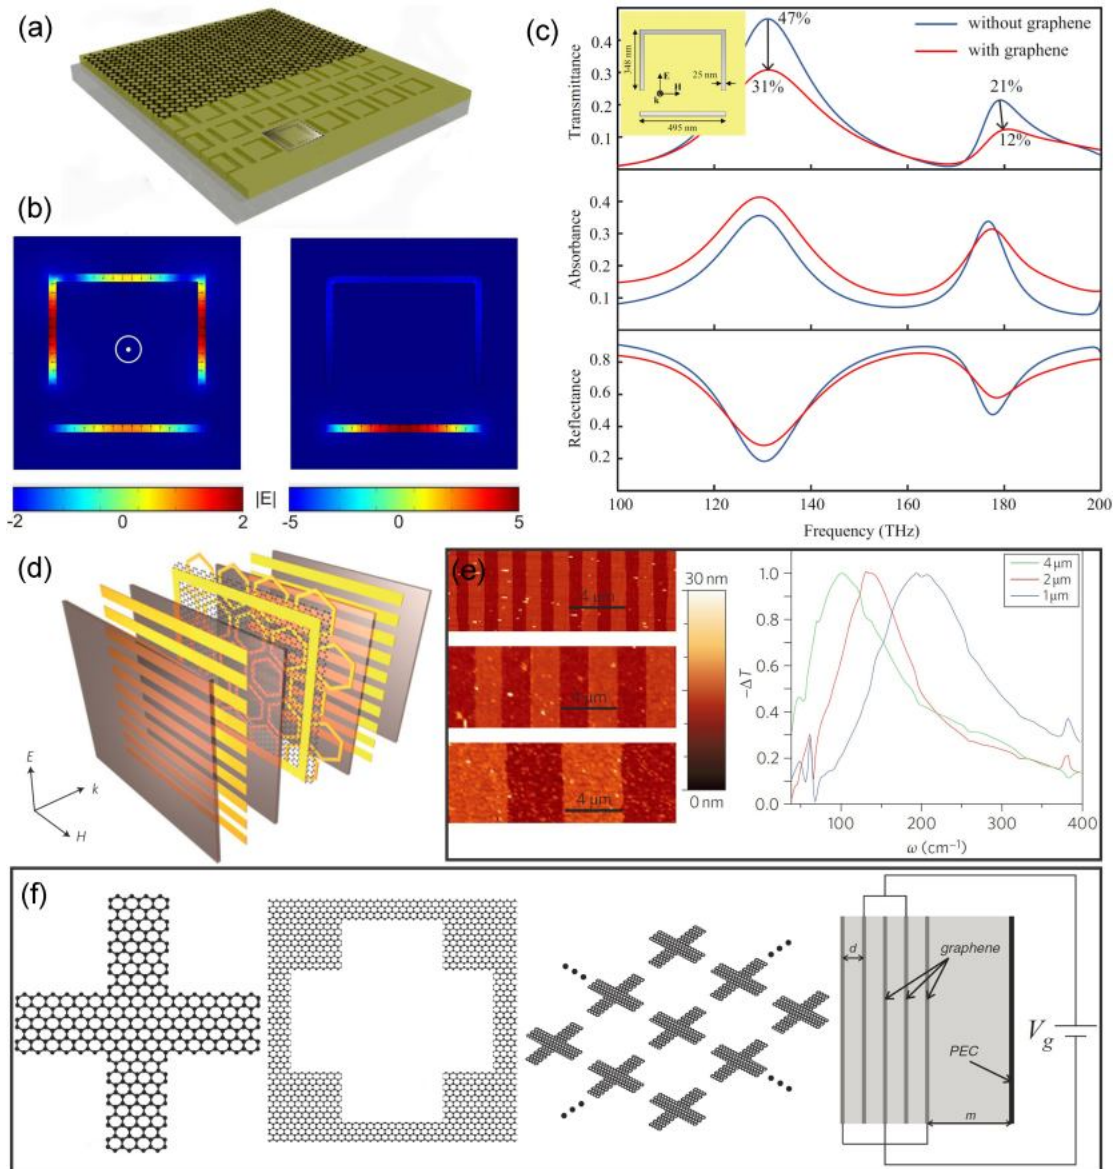 (a)
(b)
-2
0
2
|E|
-5
0
5
(c)
without graphene
with graphene
47%
31%
21%
12%
348 nm
E
H
k
25 nm
495 nm
Transmittance
0.4
0.3
0.2
0.1
Absorbance
0.4
0.3
0.2
0.1
Reflectance
0.8
0.6
0.4
0.2
100
120
140
160
180
200
Frequency (THz)
(d)
E
k
H
(e)
4 μm
4 μm
4 μm
30 nm
0 nm
−ΔT
1.0
0.8
0.6
0.4
0.2
0.0
4 μm
2 μm
1 μm
100
200
300
400
ω (cm⁻¹)
(f)
d
graphene
PEC
m
Vg